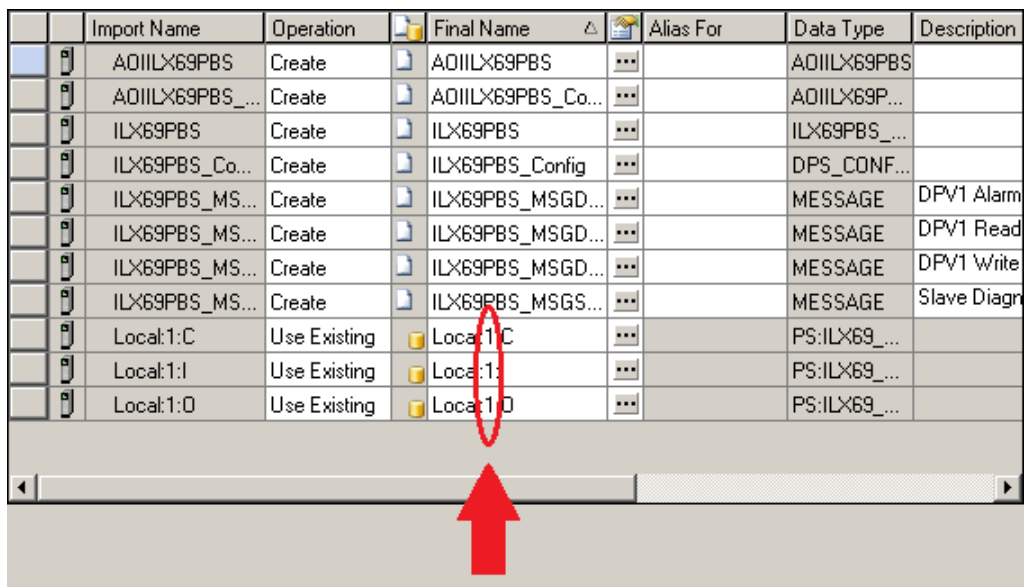 Import Name Operation Final Name Alias For Data Type Description
AOIILX69PBS Create AOIILX69PBS ... AOIILX69PBS
AOIILX69PBS_... Create AOIILX69PBS_Co... ... AOIILX69P...
ILX69PBS Create ILX69PBS ... ILX69PBS_...
ILX69PBS_Co... Create ILX69PBS_Config ... DPS_CONF...
ILX69PBS_MS... Create ILX69PBS_MSGD... ... MESSAGE DPV1 Alarm
ILX69PBS_MS... Create ILX69PBS_MSGD... ... MESSAGE DPV1 Read
ILX69PBS_MS... Create ILX69PBS_MSGD... ... MESSAGE DPV1 Write
ILX69PBS_MS... Create ILX69PBS_MSGS... ... MESSAGE Slave Diagn
Local:1:C Use Existing Local:1:C ... PS:ILX69_...
Local:1:I Use Existing Local:1:I ... PS:ILX69_...
Local:1:O Use Existing Local:1:O ... PS:ILX69_...